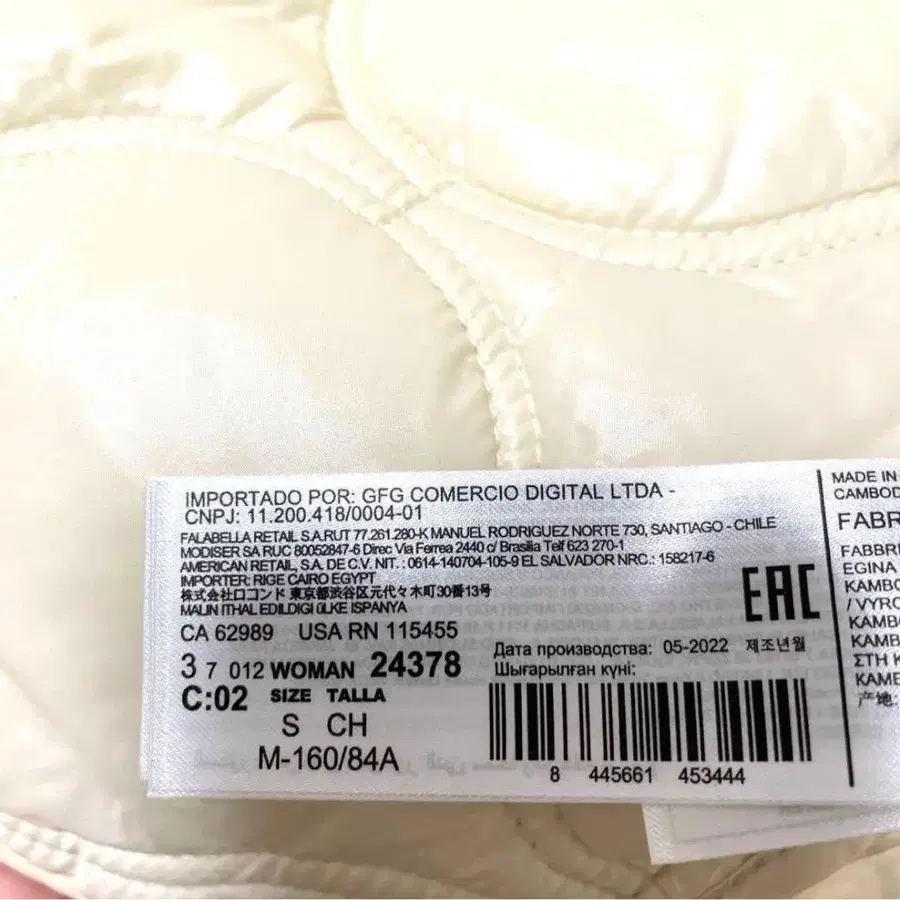 IMPORTADO POR: GFG COMERCIO DIGITAL LTDA -
CNPJ: 11.200.418/0004-01
FALABELLA RETAIL S.A.RUT 77.261.280-K MANUEL RODRIGUEZ NORTE 730, SANTIAGO - CHILE
MODISER SA RUC 80052847-6 Direc Via Ferrea 2440 c/ Brasilia Telf 623 270-1
AMERICAN RETAIL, S.A. DE C.V. NIT. : 0614-140704-105-9 EL SALVADOR NRC. : 158217-6
IMPORTER: RIGE CAIRO EGYPT
株式会社ロコンド 東京都渋谷区元代々木町30番13号
MALIN ITHAL EDILDIGI ÜLKE ISPANYA
EAC
CA 62989 USA RN 115455
3 7 012 WOMAN 24378
C:02 SIZE TALLA
S CH
M-160/84A
Дата производства: 05-2022 제조년월
Шығарылған күні:
8 445661 453444
MADE IN
CAMBOD
FABR
FABBRI
EGINA
KAMBO
/ VYRO
KAMBO
KAMB
ΣΤΗ Κ
KAME
产地: